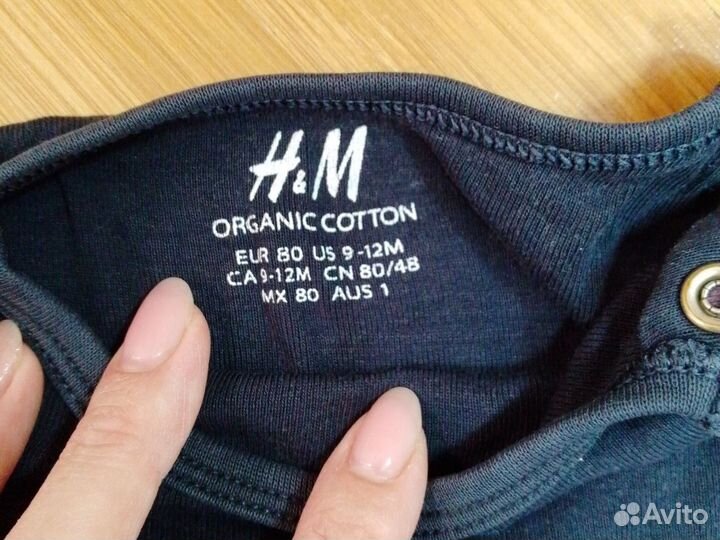 H&M
ORGANIC COTTON
EUR 80 US 9-12M
CA 9-12M CN 80/48
MX 80 AUS 1
Avito